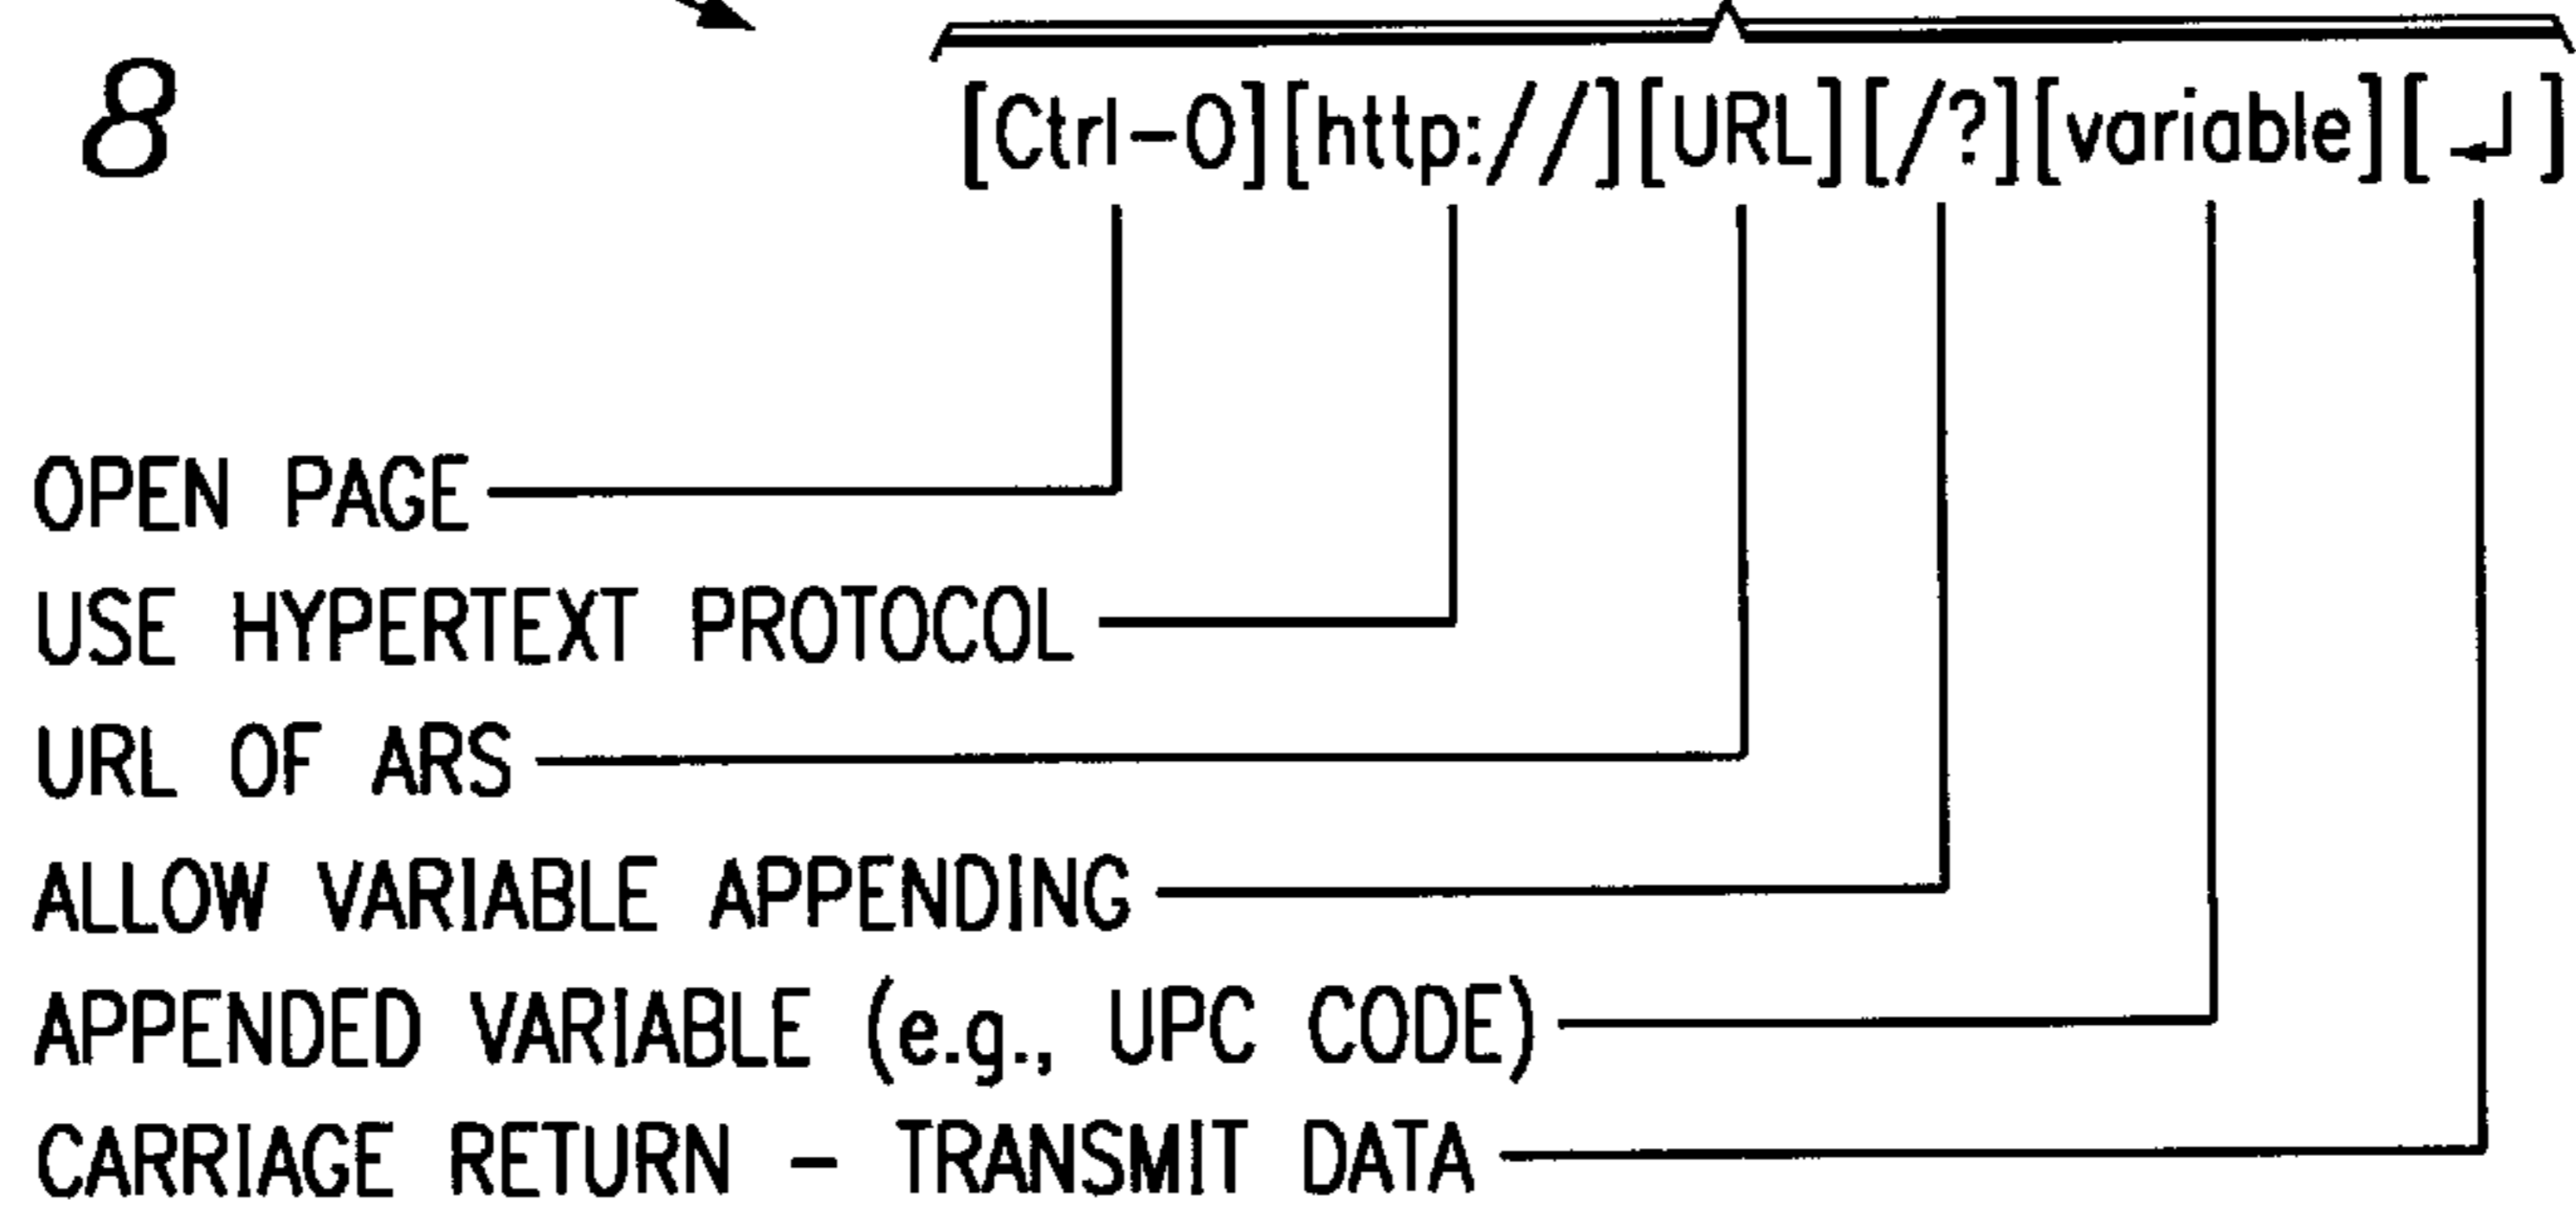 8
[Ctrl-O][http://][URL][/?][variable][↵]
OPEN PAGE
USE HYPERTEXT PROTOCOL
URL OF ARS
ALLOW VARIABLE APPENDING
APPENDED VARIABLE (e.g., UPC CODE)
CARRIAGE RETURN - TRANSMIT DATA